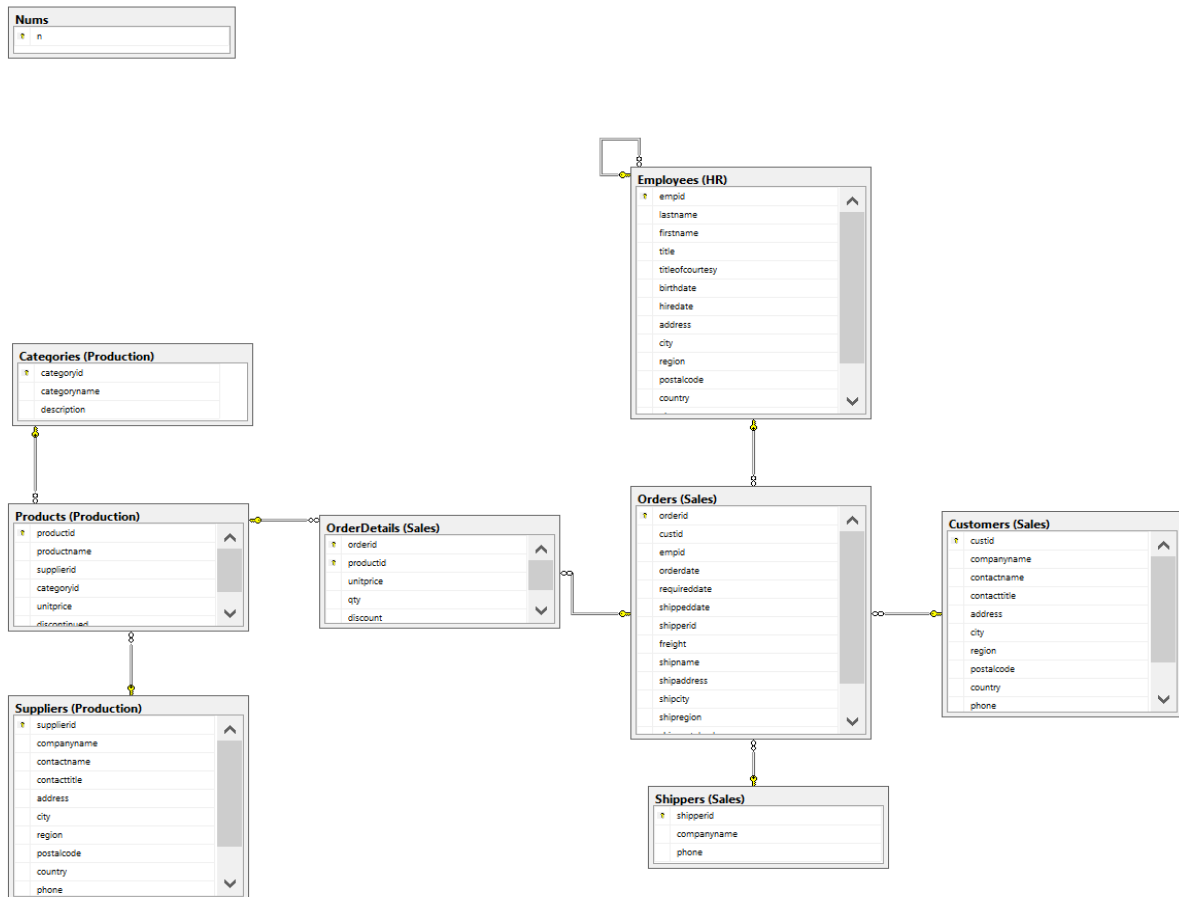 Nums
n
Employees (HR)
empid
lastname
firstname
title
titleofcourtesy
birthdate
hiredate
address
city
region
postalcode
country
Categories (Production)
categoryid
categoryname
description
Products (Production)
productid
productname
supplierid
categoryid
unitprice
discontinued
OrderDetails (Sales)
orderid
productid
unitprice
qty
discount
Orders (Sales)
orderid
custid
empid
orderdate
requireddate
shippeddate
shipperid
freight
shipname
shipaddress
shipcity
shipregion
Customers (Sales)
custid
companyname
contactname
contacttitle
address
city
region
postalcode
country
phone
Suppliers (Production)
supplierid
companyname
contactname
contacttitle
address
city
region
postalcode
country
phone
Shippers (Sales)
shipperid
companyname
phone